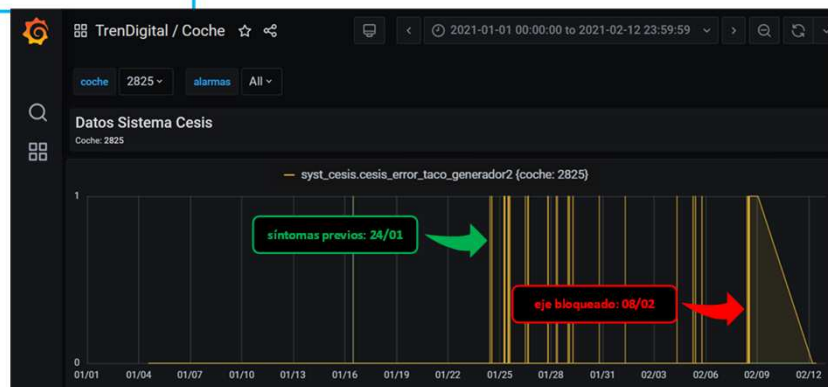 TrenDigital / Coche
2021-01-01 00:00:00 to 2021-02-12 23:59:59
coche 2825 alarmas All
Datos Sistema Cesis
Coche: 2825
syst_cesis.cesis_error_taco_generador2 {coche: 2825}
1
síntomas previos: 24/01
eje bloqueado: 08/02
0
01/01 01/04 01/07 01/10 01/13 01/16 01/19 01/22 01/25 01/28 01/31 02/03 02/06 02/09 02/12